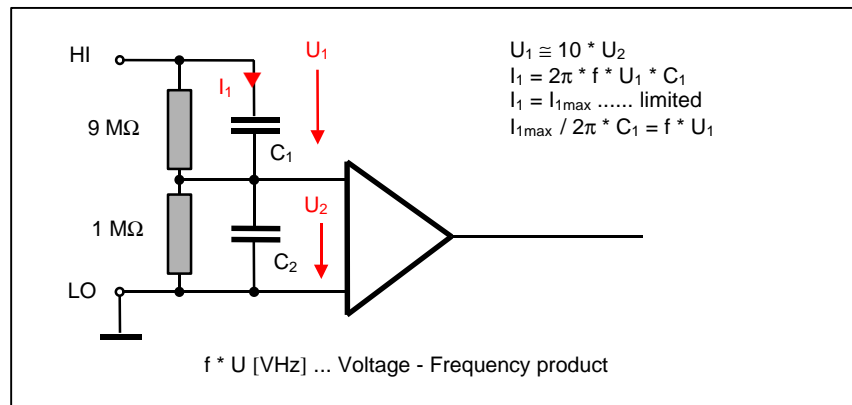 HI
U₁
U₁ ≅ 10 * U₂
I₁ = 2π * f * U₁ * C₁
I₁ = I₁max ...... limited
I₁max / 2π * C₁ = f * U₁
I₁
9 MΩ
C₁
U₂
1 MΩ
C₂
LO
f * U [VHz] ... Voltage - Frequency product